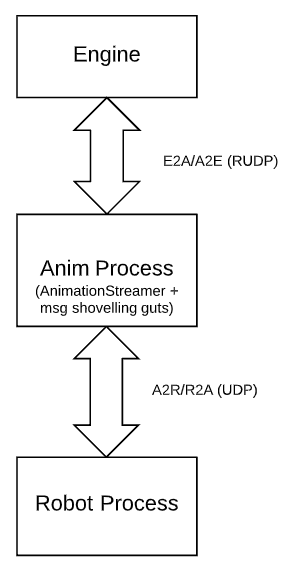 Engine
E2A/A2E (RUDP)
Anim Process
(AnimationStreamer +
msg shovelling guts)
A2R/R2A (UDP)
Robot Process